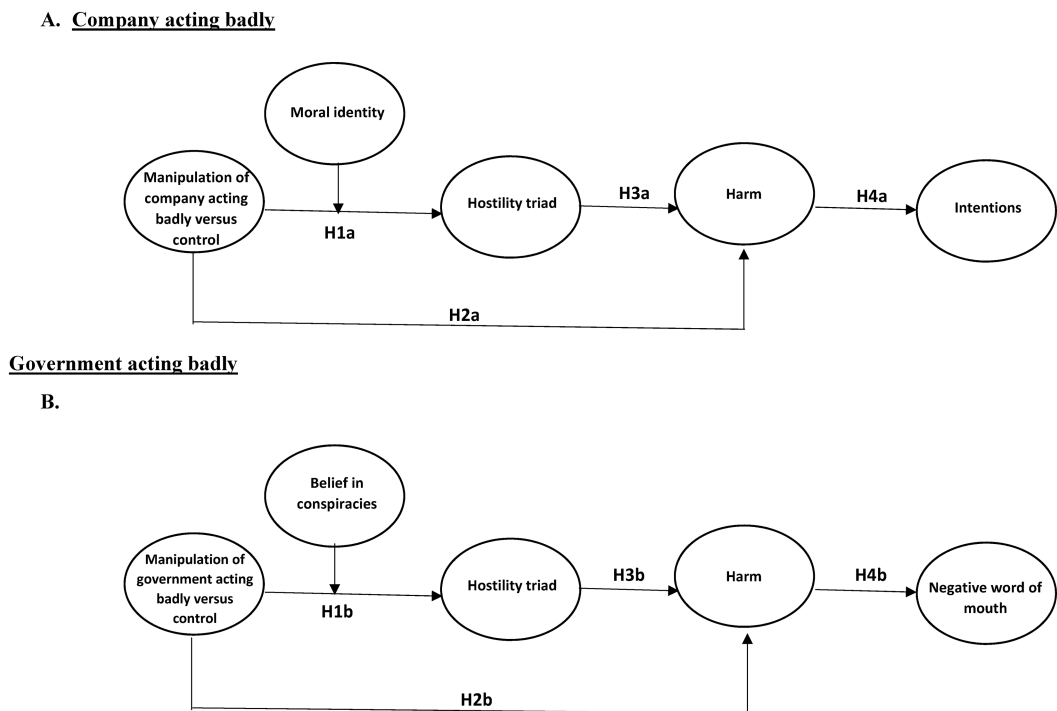 A. Company acting badly
Moral identity
Manipulation of
company acting
badly versus
control
H1a
Hostility triad
H3a
Harm
H4a
Intentions
H2a
Government acting badly
B.
Belief in
conspiracies
Manipulation of
government acting
badly versus
control
H1b
Hostility triad
H3b
Harm
H4b
Negative word of
mouth
H2b